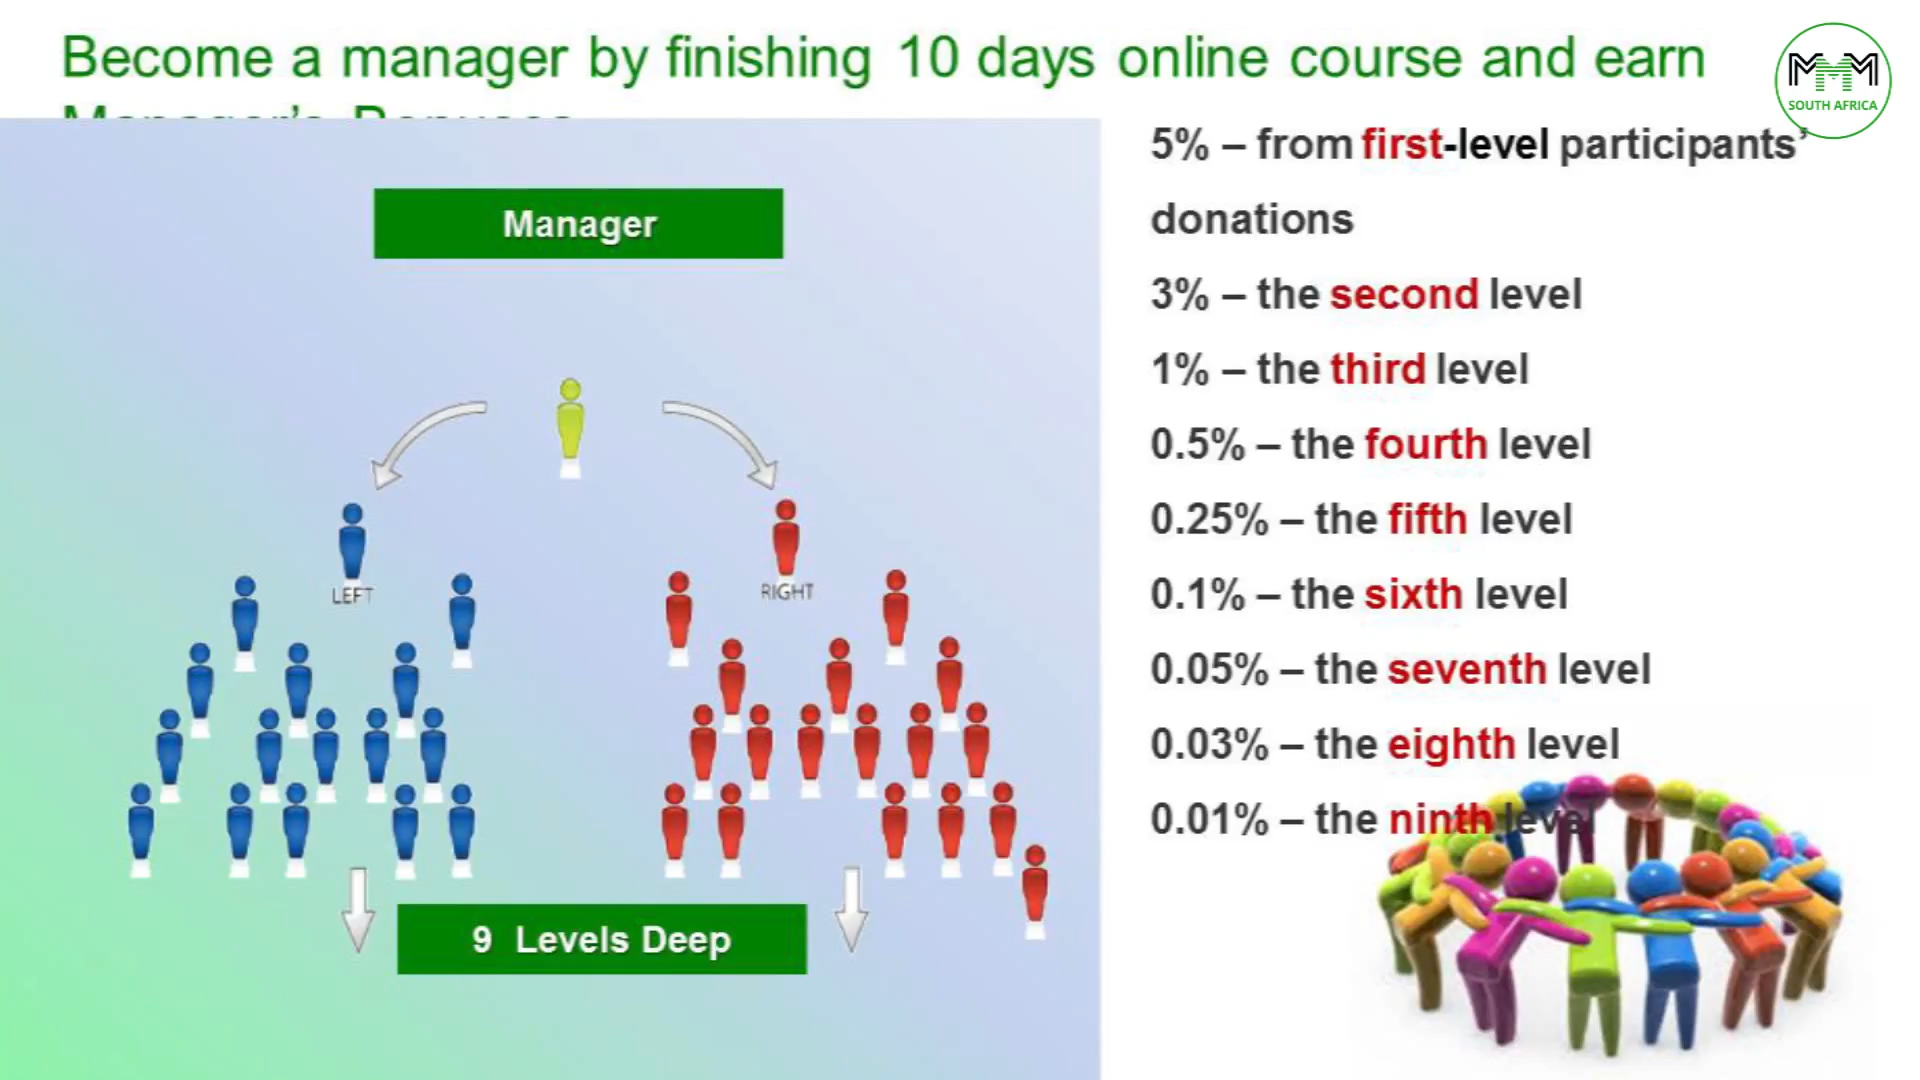 Become a manager by finishing 10 days online course and earn
Manager's Bonuses
MMM
SOUTH AFRICA
Manager
LEFT
RIGHT
9 Levels Deep
5% – from first-level participants’
donations
3% – the second level
1% – the third level
0.5% – the fourth level
0.25% – the fifth level
0.1% – the sixth level
0.05% – the seventh level
0.03% – the eighth level
0.01% – the ninth level